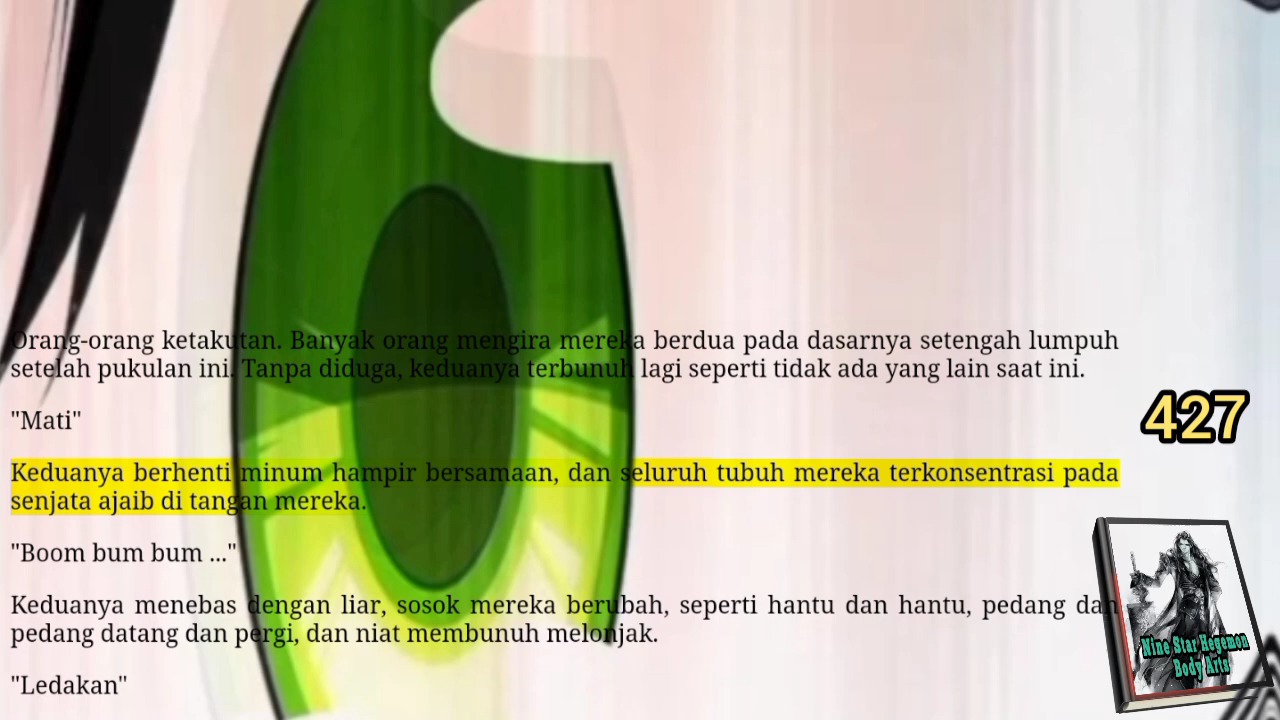 Orang-orang ketakutan. Banyak orang mengira mereka berdua pada dasarnya setengah lumpuh
setelah pukulan ini. Tanpa diduga, keduanya terbunuh lagi seperti tidak ada yang lain saat ini.
"Mati"
Keduanya berhenti minum hampir bersamaan, dan seluruh tubuh mereka terkonsentrasi pada
senjata ajaib di tangan mereka.
"Boom bum bum ..."
Keduanya menebas dengan liar, sosok mereka berubah, seperti hantu dan hantu, pedang dan
pedang datang dan pergi, dan niat membunuh melonjak.
"Ledakan"
427
Nine Star Hegemon
Body Arts